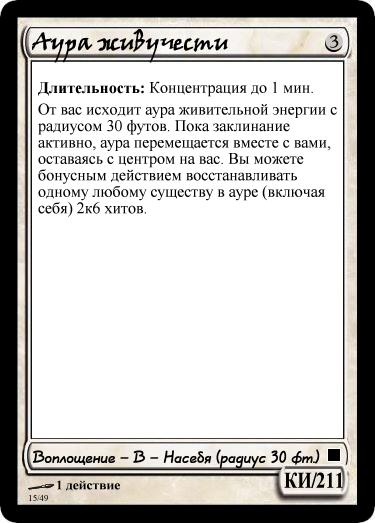 Аура живучести 3
Длительность: Концентрация до 1 мин.
От вас исходит аура живительной энергии с
радиусом 30 футов. Пока заклинание
активно, аура перемещается вместе с вами,
оставаясь с центром на вас. Вы можете
бонусным действием восстанавливать
одному любому существу в ауре (включая
себя) 2к6 хитов.
Воплощение – В – Насебя (радиус 30 фт.)
КИ/211
1 действие
15/49